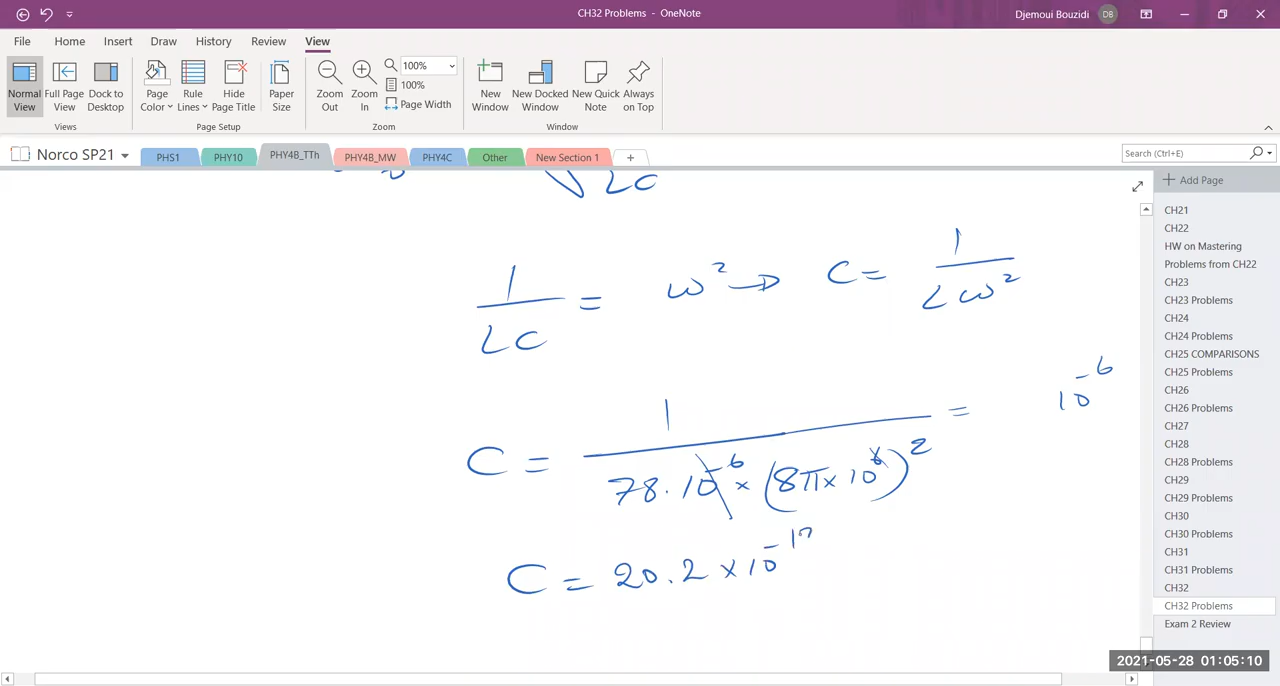 CH32 Problems - OneNote
Djemoui Bouzidi DB
File Home Insert Draw History Review View
Normal View
Full Page View
Dock to Desktop
Views
Page Color
Rule Lines
Hide Page Title
Paper Size
Page Setup
Zoom Out
Zoom In
100%
100%
Page Width
Zoom
New Window
New Docked Window
New Quick Note
Always on Top
Window
Norco SP21
PHS1 PHY10 PHY4B_TTh PHY4B_MW PHY4C Other New Section 1 +
Search (Ctrl+E)
Add Page
CH21
CH22
HW on Mastering
Problems from CH22
CH23
CH23 Problems
CH24
CH24 Problems
CH25 COMPARISONS
CH25 Problems
CH26
CH26 Problems
CH27
CH28
CH28 Problems
CH29
CH29 Problems
CH30
CH30 Problems
CH31
CH31 Problems
CH32
CH32 Problems
Exam 2 Review
√LC
1/LC = ω² → C = 1/Lω²
C = 1/(78.10⁻⁶ × (8π × 10⁶)²) = 10⁻⁶
C = 20.2 × 10⁻
2021-05-28 01:05:10